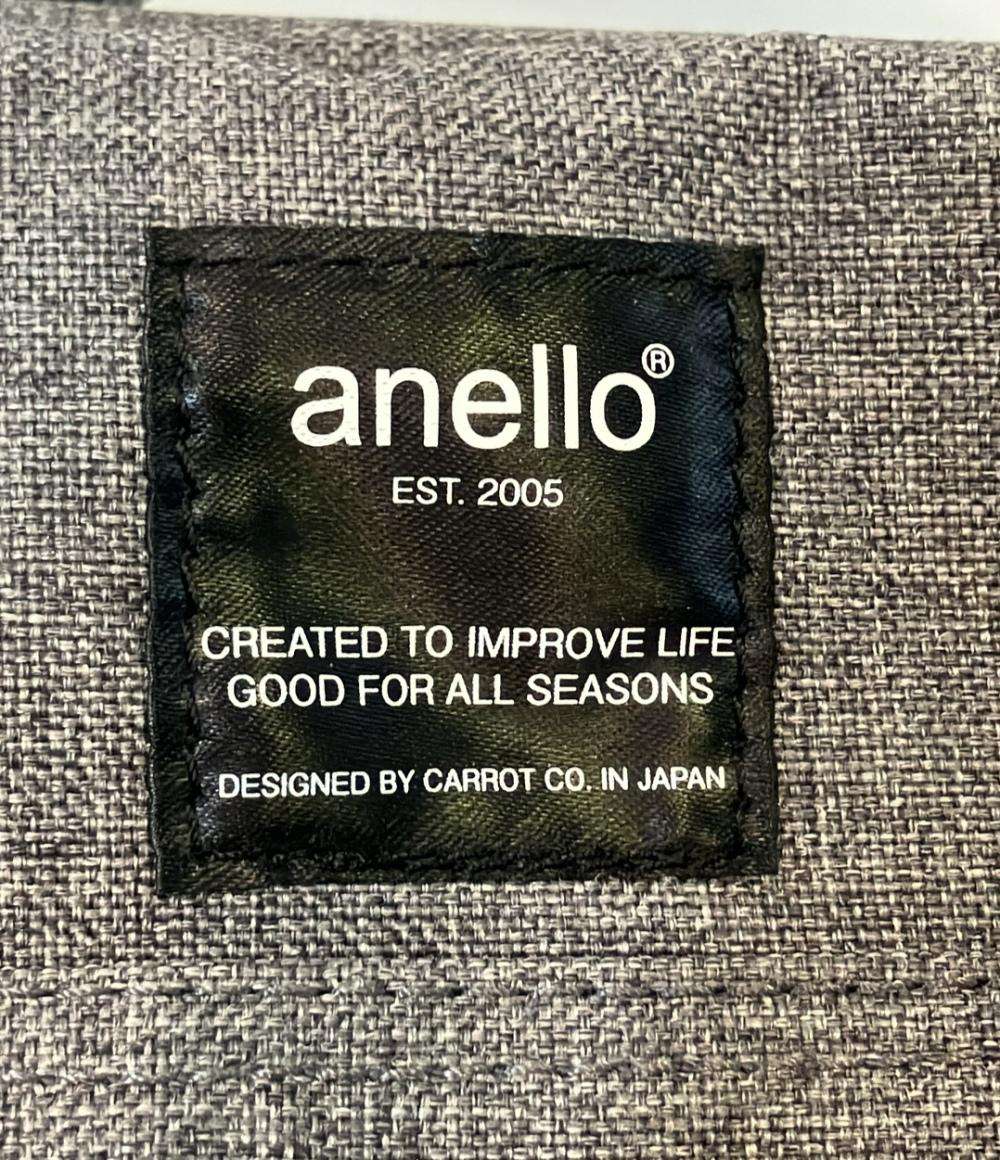 anello®
EST. 2005
CREATED TO IMPROVE LIFE
GOOD FOR ALL SEASONS
DESIGNED BY CARROT CO. IN JAPAN